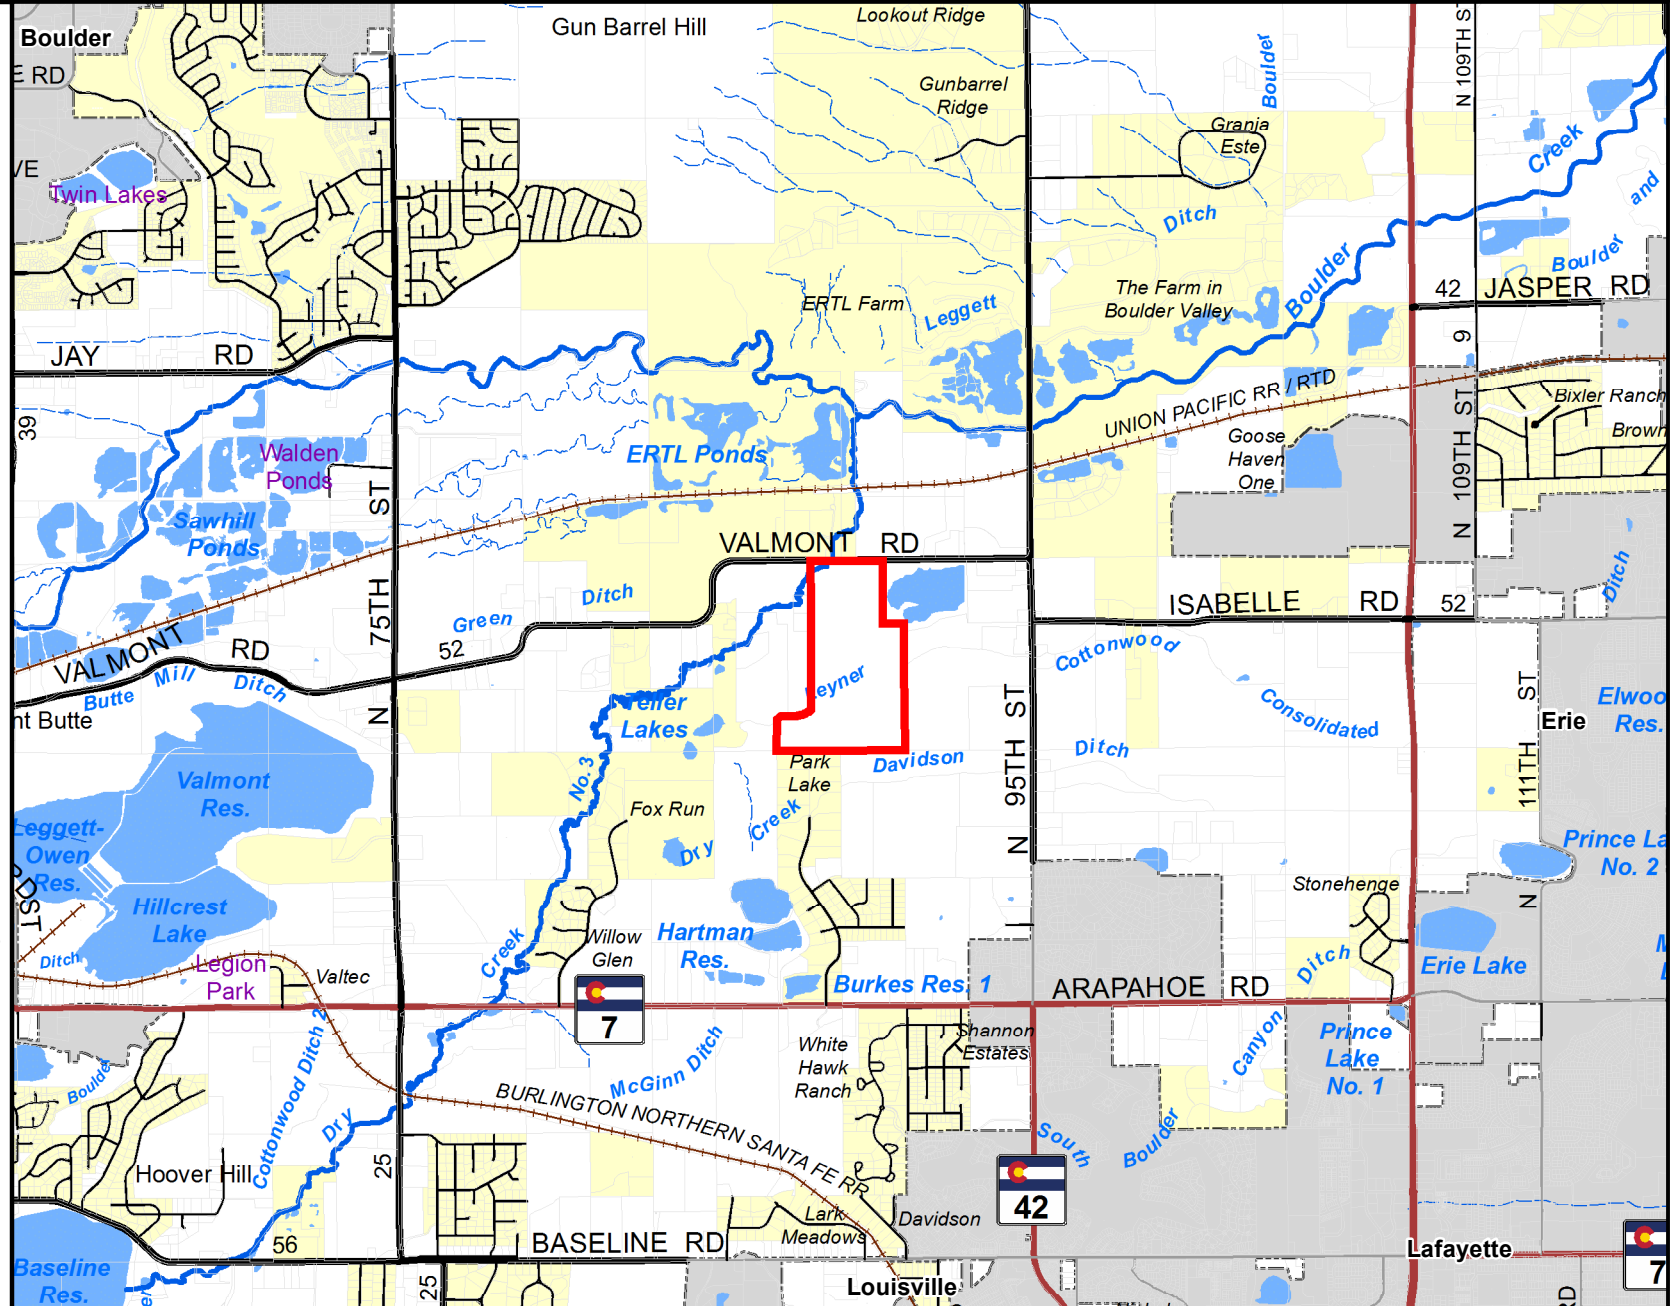 Boulder
Gun Barrel Hill
Lookout Ridge
N 109TH ST
E RD
Gunbarrel
Ridge
Boulder
Grania
Este
Creek
and
VE
Twin Lakes
Ditch
Boulder
Boulder
The Farm in
Boulder Valley
ERTL Farm
Leggett
42
JASPER RD
JAY RD
9
UNION PACIFIC RR / RTD
Bixler Ranch
Brown
39
Walden
Ponds
ERTL Ponds
Goose
Haven
One
N 109TH ST
Sawhill
Ponds
N 75TH ST
VALMONT RD
Ditch
Green
Ditch
52
ISABELLE RD
52
VALMONT RD
Butte Mill Ditch
nt Butte
Cottonwood
Leyner
Teller
Lakes
N 95TH ST
Consolidated
Ditch
N 111TH ST
Erie
Elwoo
Res.
Davidson
Park
Lake
Valmont
Res.
No. 3
Fox Run
Dry Creek
Leggett-
Owen
Res.
Prince La
No. 2
Hillcrest
Lake
RD ST
Stonehenge
Willow
Glen
Hartman
Res.
Creek
Ditch
Legion
Park
Valtec
Burkes Res. 1
ARAPAHOE RD
Ditch
Erie Lake
7
Shannon
Estates
White
Hawk
Ranch
McGinn Ditch
Canyon
Prince
Lake
No. 1
Boulder
Cottonwood Ditch 2
Dry
BURLINGTON NORTHERN SANTA FE RR
South
Boulder
Hoover Hill
25
42
Lark
Meadows
Davidson
56
BASELINE RD
Lafayette
Baseline
Res.
25
Louisville
7
RD